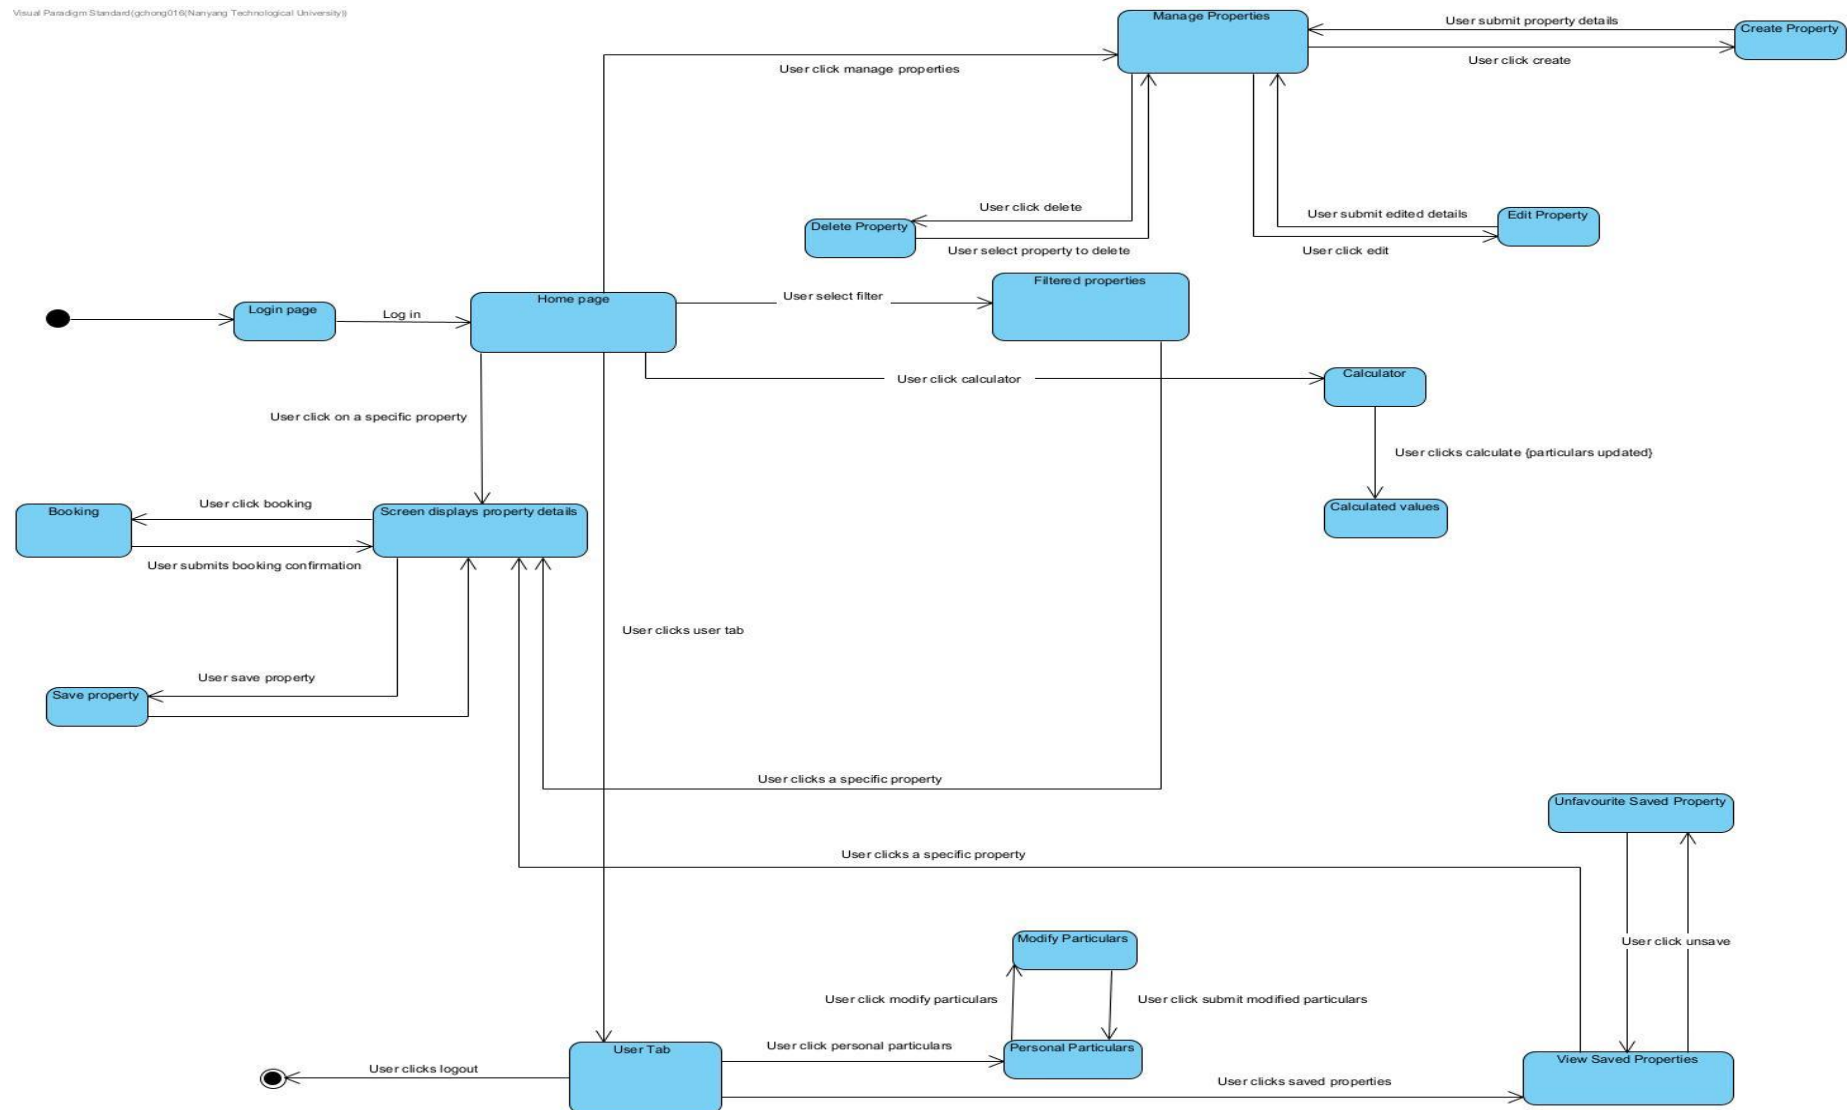 Visual Paradigm Standard(gchong016(Nanyang Technological University))
Manage Properties
User submit property details
Create Property
User click create
User click manage properties
User click delete
Delete Property
User select property to delete
User submit edited details
Edit Property
User click edit
Filtered properties
Home page
User select filter
Login page
Log in
User click calculator
Calculator
User click on a specific property
User clicks calculate {particulars updated}
Calculated values
Booking
User click booking
Screen displays property details
User submits booking confirmation
User clicks user tab
User save property
Save property
User clicks a specific property
Unfavourite Saved Property
User clicks a specific property
Modify Particulars
User click unsave
User click modify particulars
User click submit modified particulars
User Tab
User click personal particulars
Personal Particulars
View Saved Properties
User clicks logout
User clicks saved properties